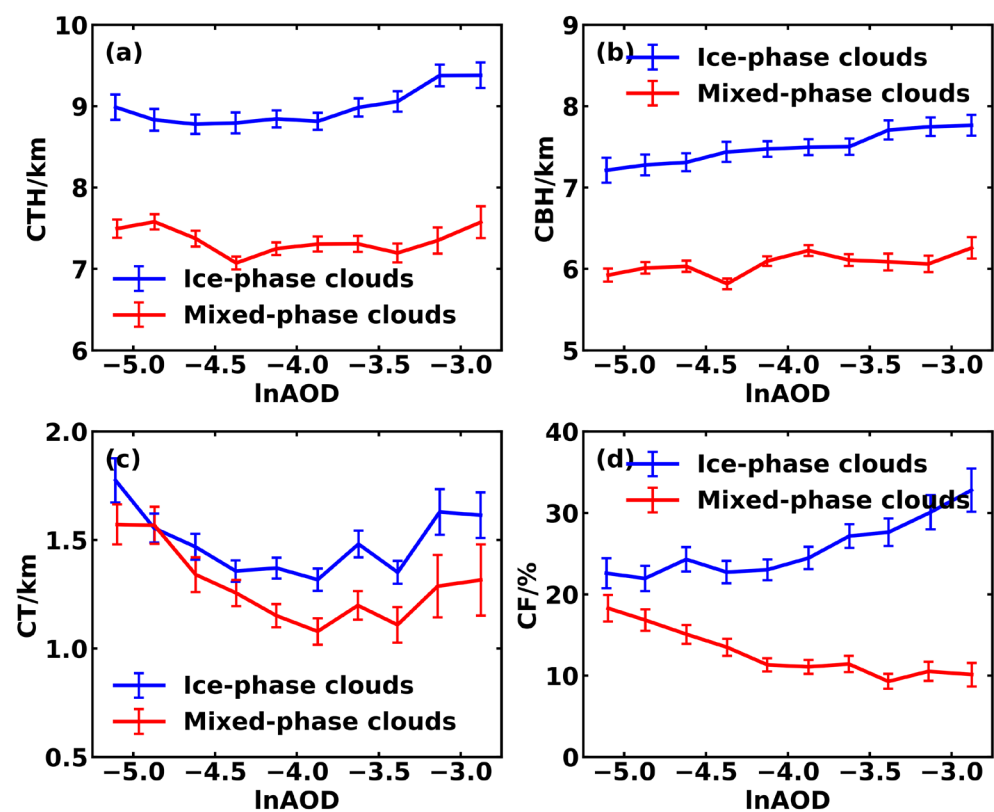 (a)
10
9
8
7
6
CTH/km
Ice-phase clouds
Mixed-phase clouds
−5.0 −4.5 −4.0 −3.5 −3.0
lnAOD
(b)
9
8
7
6
5
CBH/km
Ice-phase clouds
Mixed-phase clouds
−5.0 −4.5 −4.0 −3.5 −3.0
lnAOD
(c)
2.0
1.5
1.0
0.5
CT/km
Ice-phase clouds
Mixed-phase clouds
−5.0 −4.5 −4.0 −3.5 −3.0
lnAOD
(d)
40
30
20
10
0
CF/%
Ice-phase clouds
Mixed-phase clouds
−5.0 −4.5 −4.0 −3.5 −3.0
lnAOD